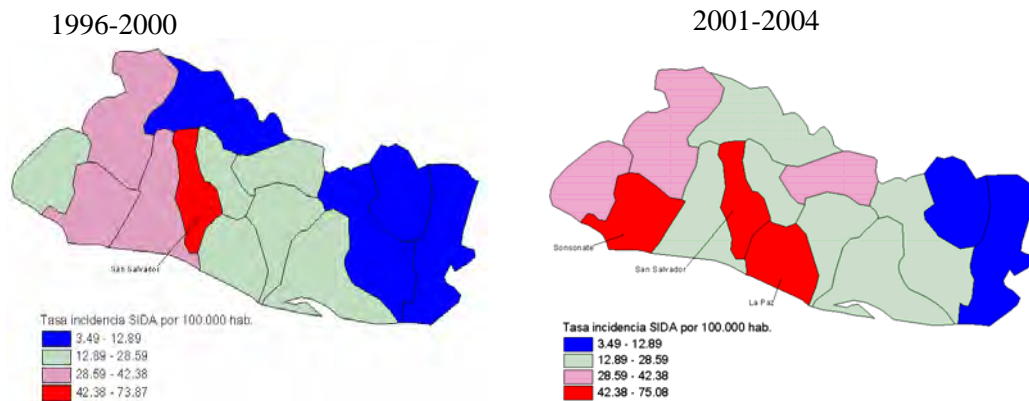 1996-2000
San Salvador
Tasa incidencia SIDA por 100.000 hab.
3.49 - 12.89
12.89 - 28.59
28.59 - 42.38
42.38 - 73.87
2001-2004
Sonsonate
San Salvador
La Paz
Tasa incidencia SIDA por 100.000 hab.
3.49 - 12.89
12.89 - 28.59
28.59 - 42.38
42.38 - 75.08